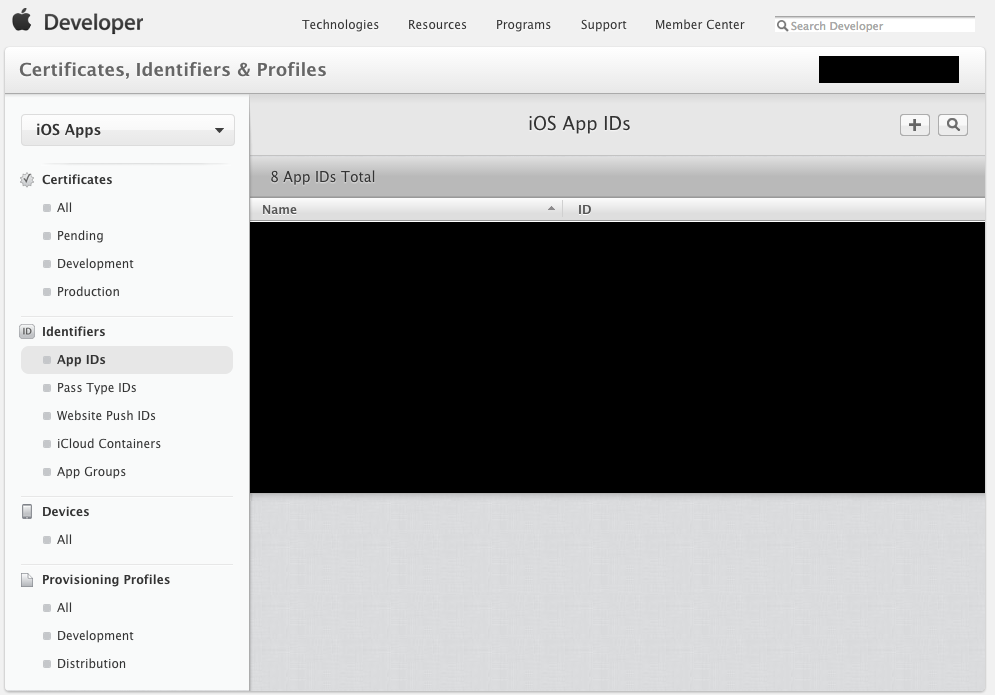 Developer
Technologies Resources Programs Support Member Center Search Developer
Certificates, Identifiers & Profiles
iOS Apps
Certificates
All
Pending
Development
Production
ID Identifiers
App IDs
Pass Type IDs
Website Push IDs
iCloud Containers
App Groups
Devices
All
Provisioning Profiles
All
Development
Distribution
iOS App IDs
8 App IDs Total
Name ID